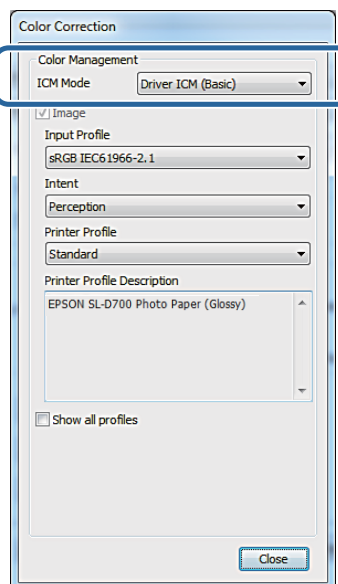 Color Correction
Color Management
ICM Mode Driver ICM (Basic)
Image
Input Profile
sRGB IEC61966-2.1
Intent
Perception
Printer Profile
Standard
Printer Profile Description
EPSON SL-D700 Photo Paper (Glossy)
Show all profiles
Close